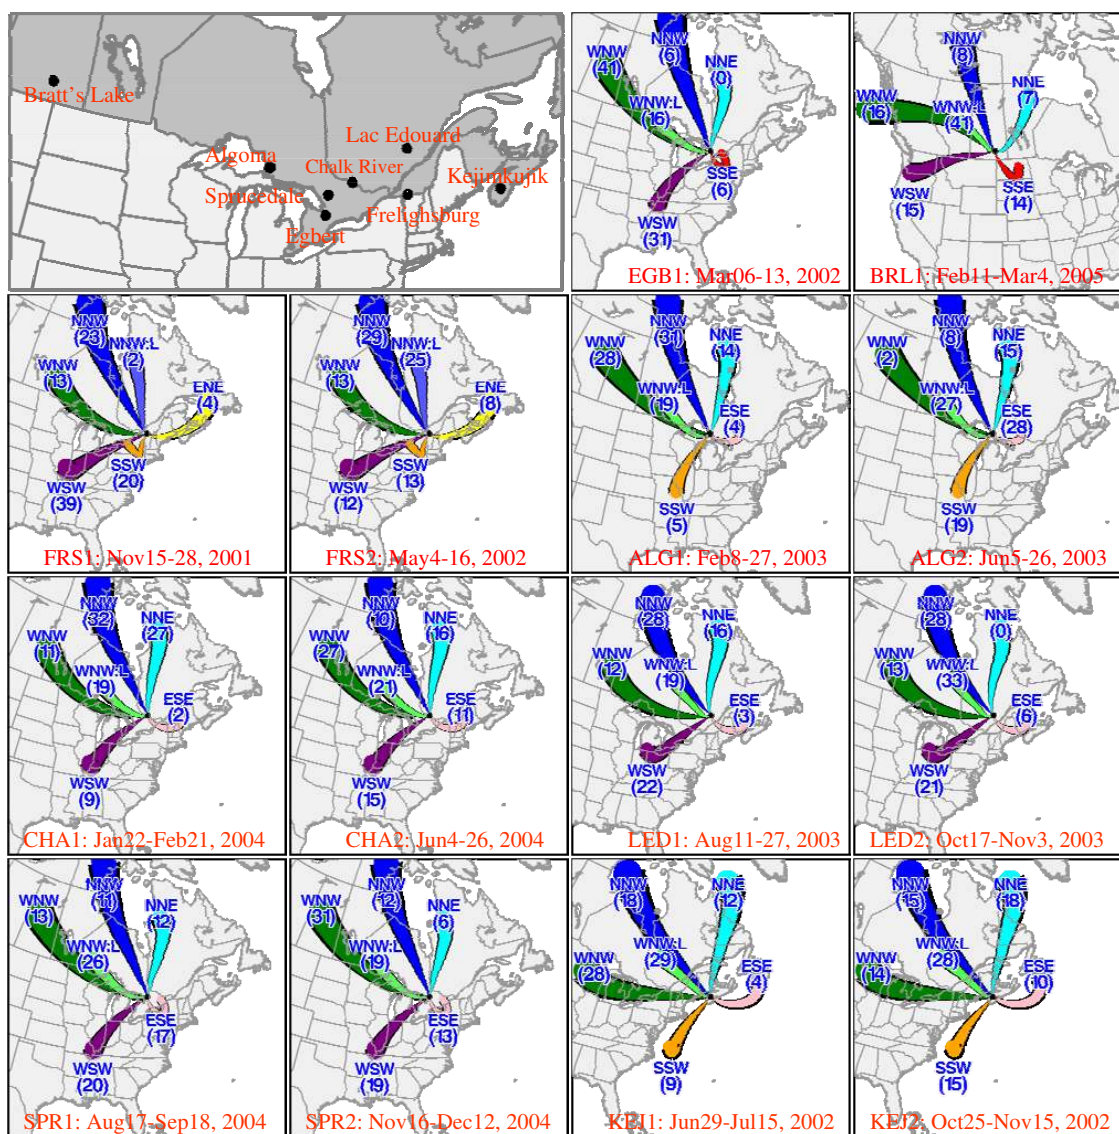 Bratt's Lake
Lac Edouard
Algoma
Chalk River
Kejimkujik
Sprucedale
Frelighsburg
Egbert
NNW
(6)
WNW
(41)
NNE
(0)
WNW:L
(16)
SSE
(6)
WSW
(31)
EGB1: Mar06-13, 2002
NNW
(8)
NNE
(7)
WNW
(16)
WNW:L
(41)
WSW
(15)
SSE
(14)
BRL1: Feb11-Mar4, 2005
NNW
(23)
NNW:L
(2)
WNW
(13)
ENE
(4)
SSW
(20)
WSW
(39)
FRS1: Nov15-28, 2001
NNW
(29)
NNW:L
(25)
WNW
(13)
ENE
(8)
SSW
(13)
WSW
(12)
FRS2: May4-16, 2002
NNW
(31)
NNE
(14)
WNW
(28)
WNW:L
(19)
ESE
(4)
SSW
(5)
ALG1: Feb8-27, 2003
NNW
(8)
NNE
(15)
WNW
(2)
WNW:L
(27)
ESE
(28)
SSW
(19)
ALG2: Jun5-26, 2003
NNW
(32)
NNE
(27)
WNW
(11)
WNW:L
(19)
ESE
(2)
WSW
(9)
CHA1: Jan22-Feb21, 2004
NNW
(10)
NNE
(16)
WNW
(27)
WNW:L
(21)
ESE
(11)
WSW
(15)
CHA2: Jun4-26, 2004
NNW
(28)
NNE
(16)
WNW
(12)
WNW:L
(19)
ESE
(3)
WSW
(22)
LED1: Aug11-27, 2003
NNW
(28)
NNE
(0)
WNW
(13)
WNW:L
(33)
ESE
(6)
WSW
(21)
LED2: Oct17-Nov3, 2003
NNW
(11)
WNW
(13)
NNE
(12)
WNW:L
(26)
ESE
(17)
WSW
(20)
SPR1: Aug17-Sep18, 2004
NNW
(12)
WNW
(31)
NNE
(6)
WNW:L
(19)
ESE
(13)
WSW
(19)
SPR2: Nov16-Dec12, 2004
NNW
(18)
NNE
(12)
WNW
(28)
WNW:L
(29)
ESE
(4)
SSW
(9)
KEJ1: Jun29-Jul15, 2002
NNW
(15)
NNE
(18)
WNW
(14)
WNW:L
(28)
ESE
(10)
SSW
(15)
KEJ2: Oct25-Nov15, 2002